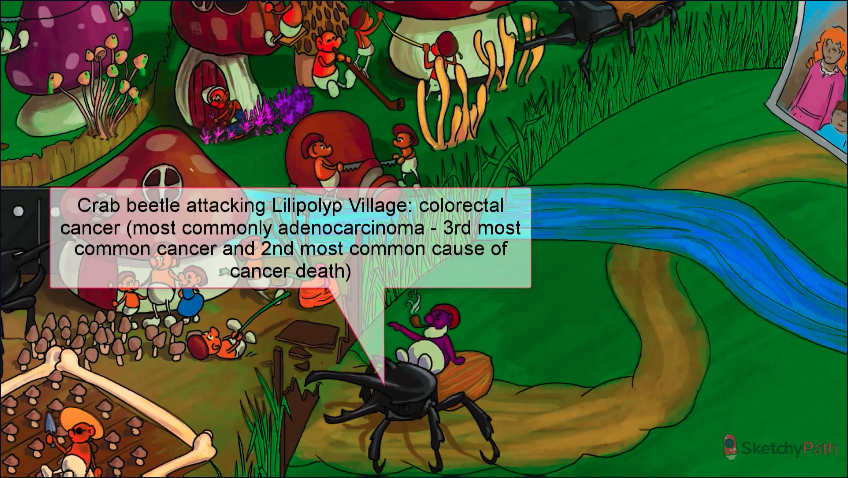 Crab beetle attacking Lilipolyp Village: colorectal
cancer (most commonly adenocarcinoma - 3rd most
common cancer and 2nd most common cause of
cancer death)
SketchyPath